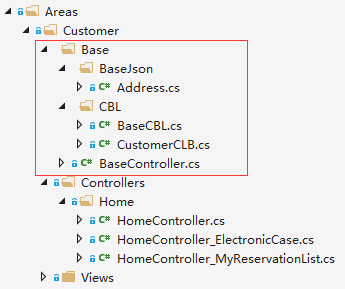 Areas
Customer
Base
BaseJson
C# Address.cs
CBL
C# BaseCBL.cs
C# CustomerCLB.cs
C# BaseController.cs
Controllers
Home
C# HomeController.cs
C# HomeController_ElectronicCase.cs
C# HomeController_MyReservationList.cs
Views